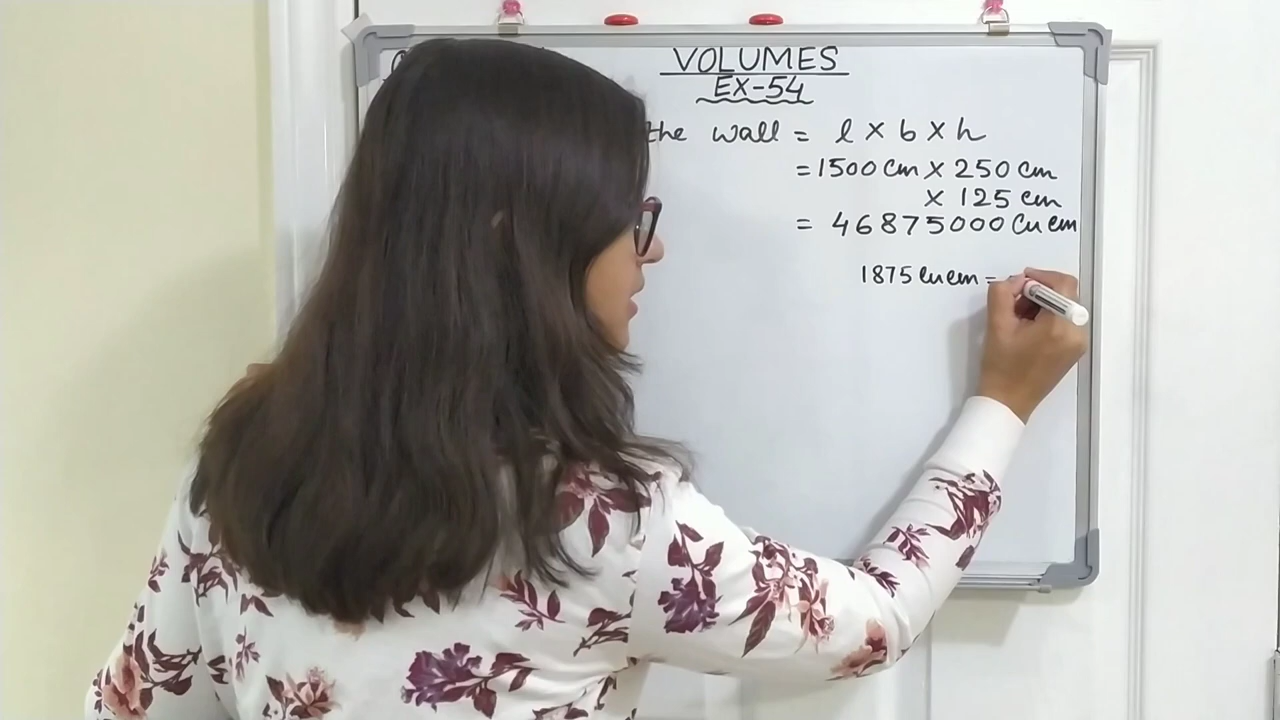 VOLUMES
EX-54
the wall = l × b × h
= 1500 cm × 250 cm
× 125 cm
= 46875000 Cu cm
1875 Cu cm =